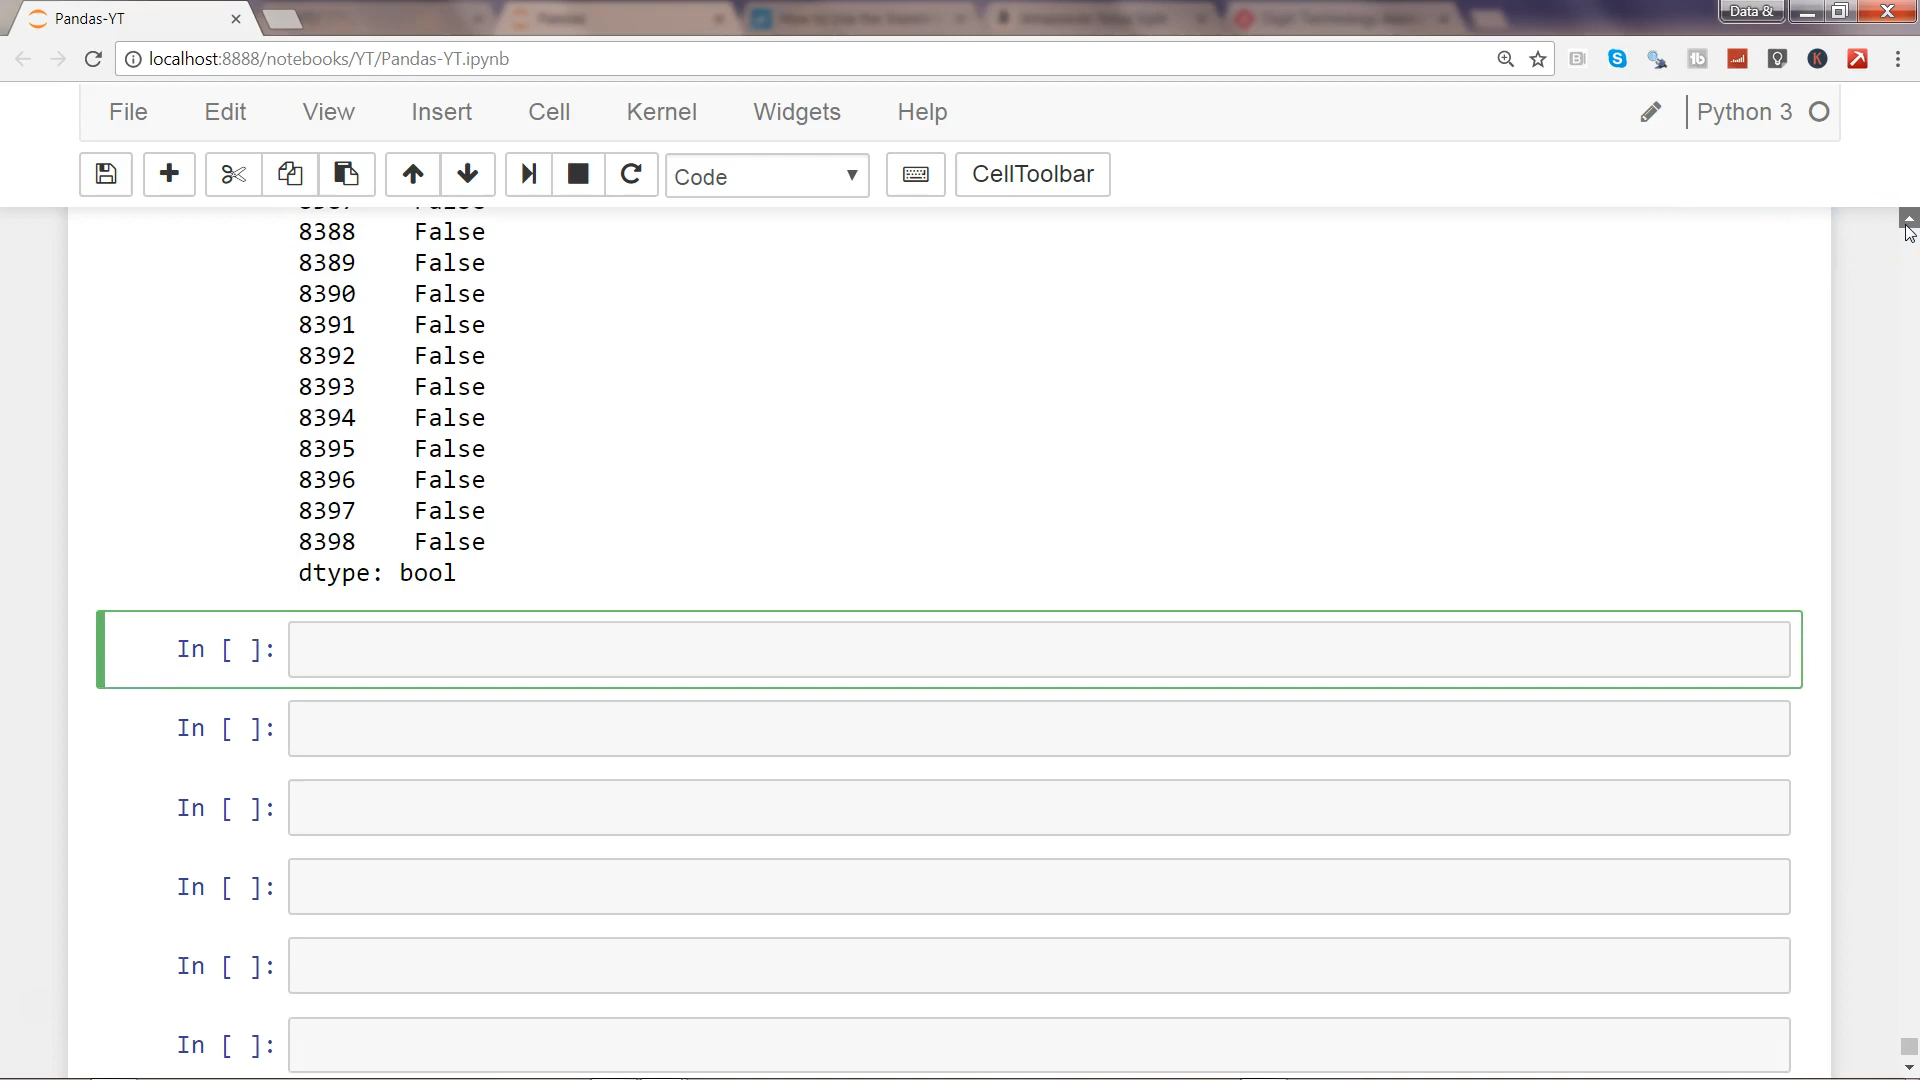 Pandas-YT
Data &
localhost:8888/notebooks/YT/Pandas-YT.ipynb
File Edit View Insert Cell Kernel Widgets Help Python 3
Code CellToolbar
8388 False
8389 False
8390 False
8391 False
8392 False
8393 False
8394 False
8395 False
8396 False
8397 False
8398 False
dtype: bool
In [ ]:
In [ ]:
In [ ]:
In [ ]:
In [ ]:
In [ ]: